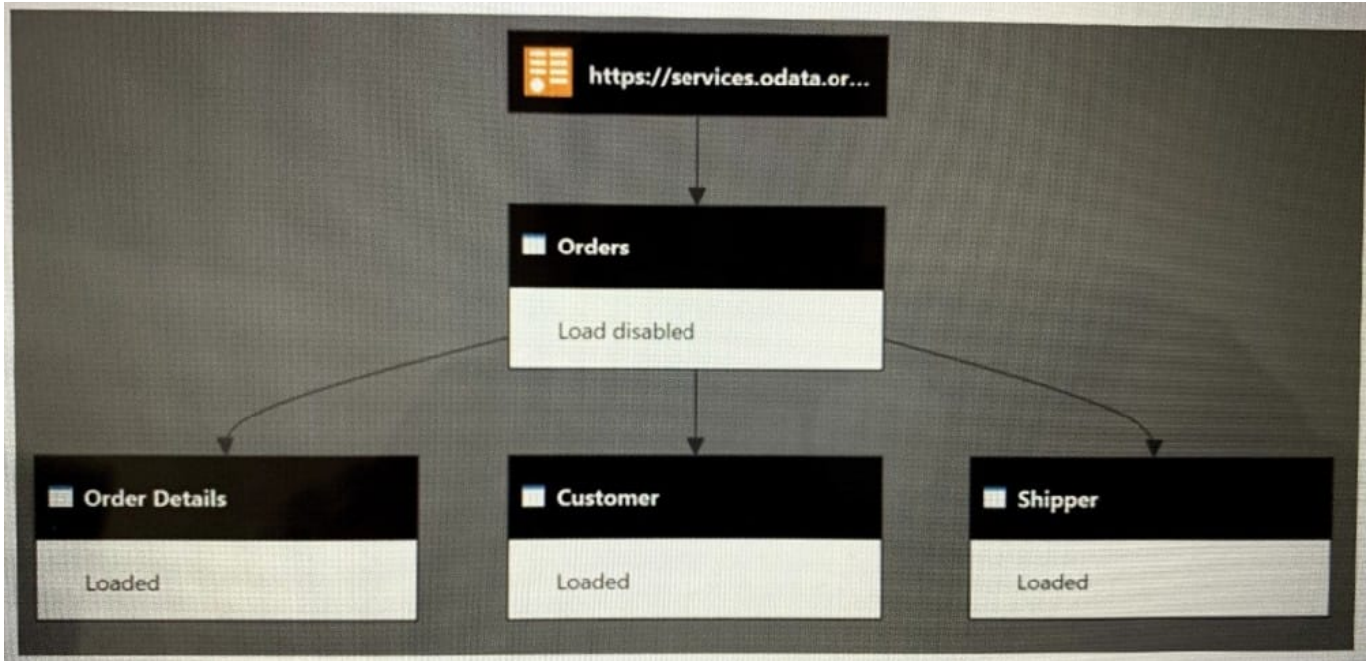 https://services.odata.or...
Orders
Load disabled
Order Details
Customer
Shipper
Loaded
Loaded
Loaded